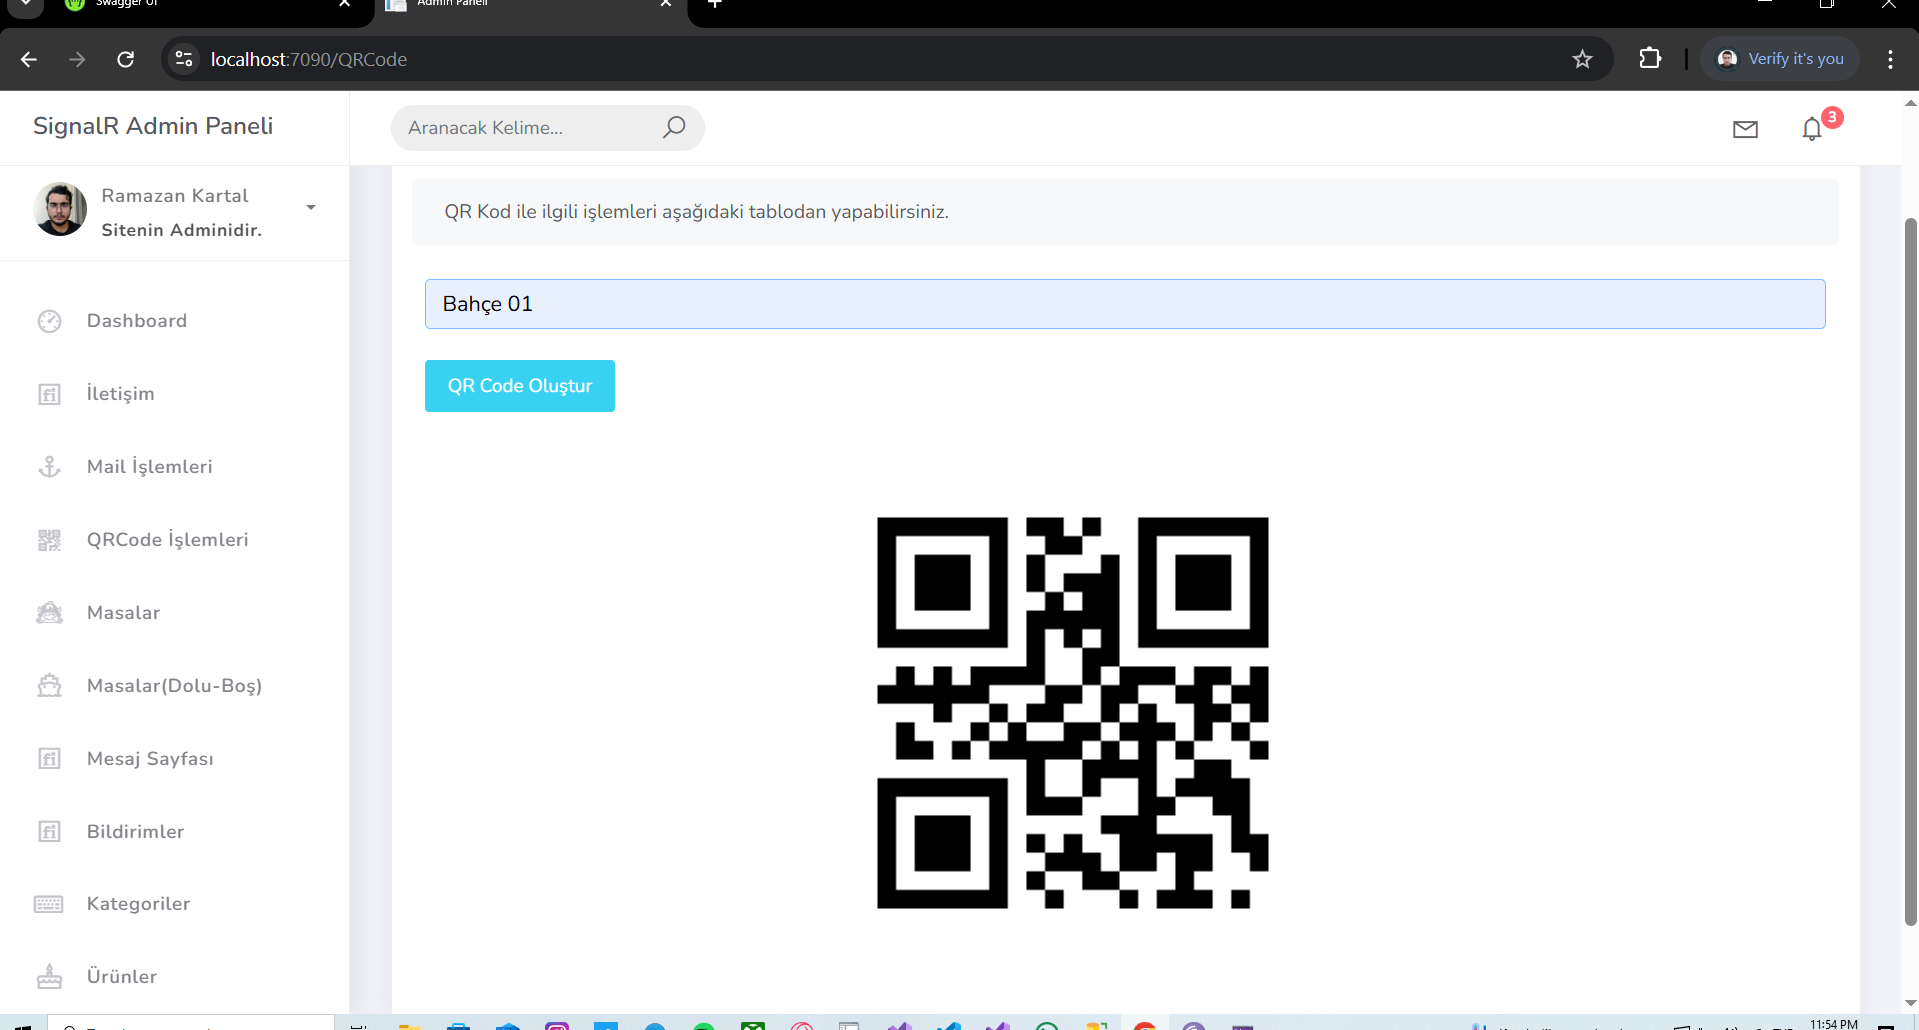 Swagger UI
Admin Paneli
localhost:7090/QRCode
Verify it's you
SignalR Admin Paneli
Aranacak Kelime...
3
Ramazan Kartal
Sitenin Adminidir.
QR Kod ile ilgili işlemleri aşağıdaki tablodan yapabilirsiniz.
Bahçe 01
QR Code Oluştur
Dashboard
İletişim
Mail İşlemleri
QRCode İşlemleri
Masalar
Masalar(Dolu-Boş)
Mesaj Sayfası
Bildirimler
Kategoriler
Ürünler
11:54 PM